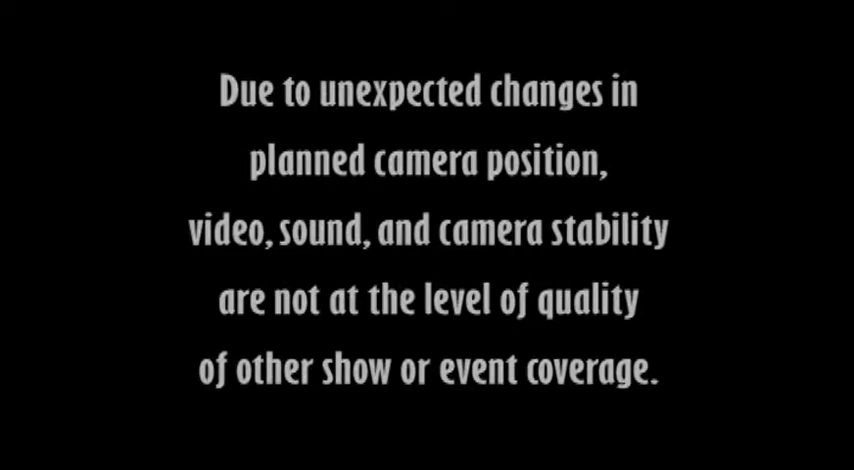 Due to unexpected changes in
planned camera position,
video, sound, and camera stability
are not at the level of quality
of other show or event coverage.